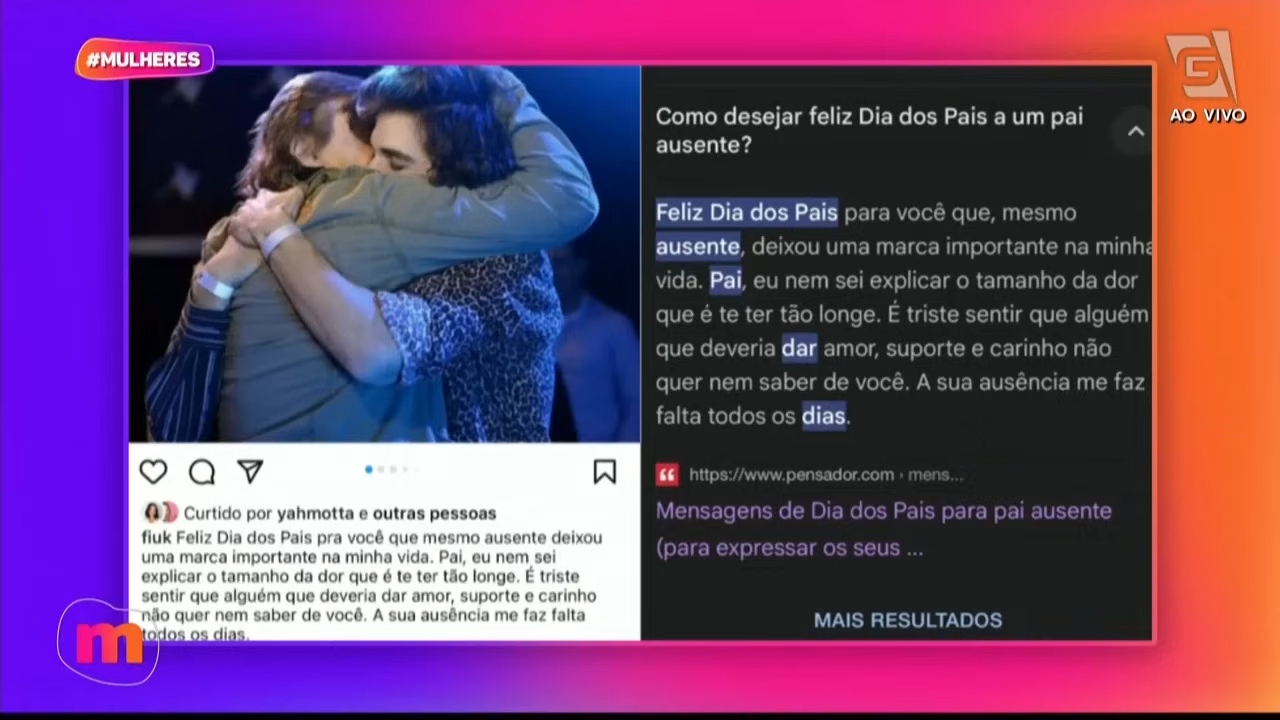 #MULHERES
G
AO VIVO
Curtido por yahmotta e outras pessoas
fiuk Feliz Dia dos Pais pra você que mesmo ausente deixou
uma marca importante na minha vida. Pai, eu nem sei
explicar o tamanho da dor que é te ter tão longe. É triste
sentir que alguém que deveria dar amor, suporte e carinho
não quer nem saber de você. A sua ausência me faz falta
todos os dias.
m
Como desejar feliz Dia dos Pais a um pai
ausente?
Feliz Dia dos Pais para você que, mesmo
ausente, deixou uma marca importante na minha
vida. Pai, eu nem sei explicar o tamanho da dor
que é te ter tão longe. É triste sentir que alguém
que deveria dar amor, suporte e carinho não
quer nem saber de você. A sua ausência me faz
falta todos os dias.
https://www.pensador.com › mens...
Mensagens de Dia dos Pais para pai ausente
(para expressar os seus ...
MAIS RESULTADOS